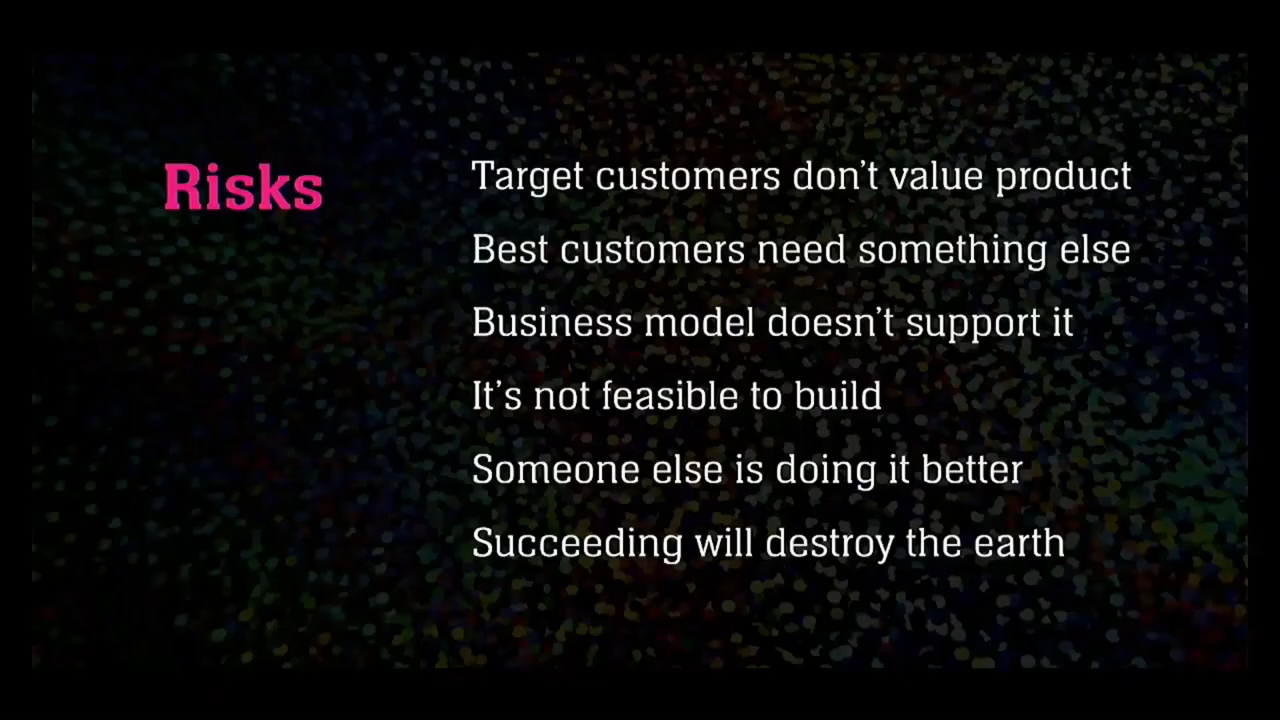 Risks
Target customers don’t value product
Best customers need something else
Business model doesn’t support it
It’s not feasible to build
Someone else is doing it better
Succeeding will destroy the earth